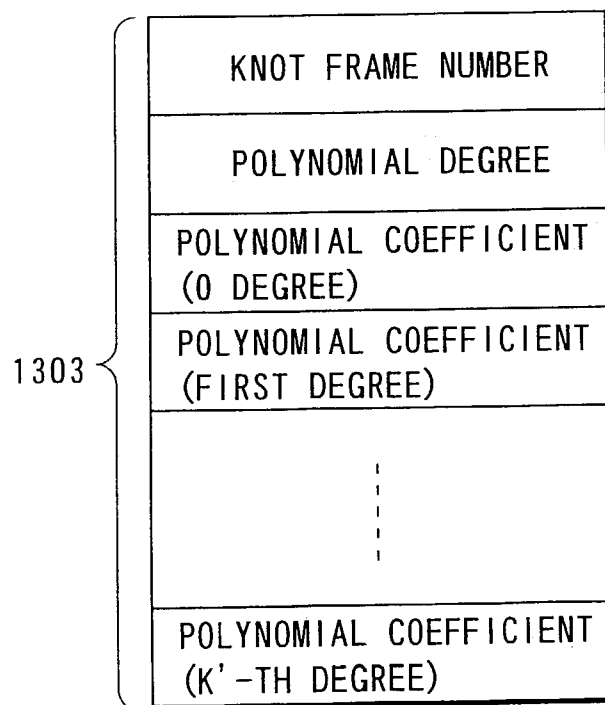 KNOT FRAME NUMBER
POLYNOMIAL DEGREE
POLYNOMIAL COEFFICIENT
(0 DEGREE)
1303
POLYNOMIAL COEFFICIENT
(FIRST DEGREE)
POLYNOMIAL COEFFICIENT
(K'-TH DEGREE)